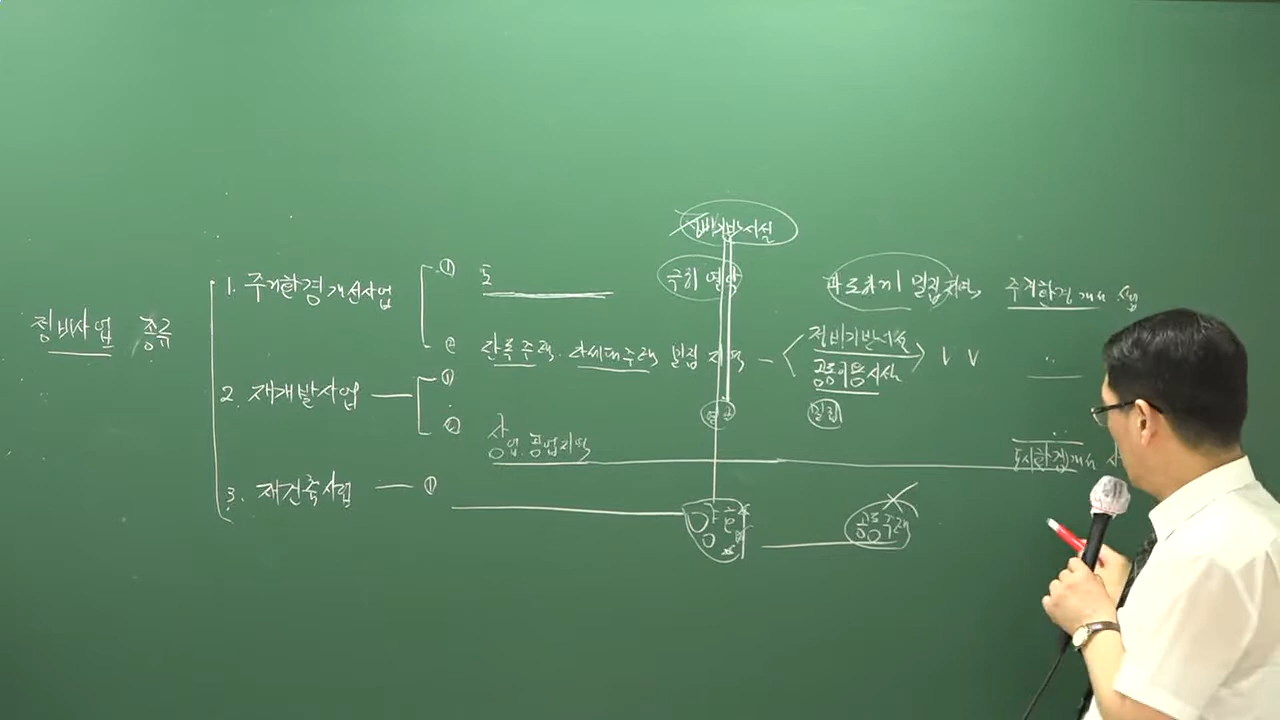 정비기반시설
1. 주거환경개선사업 ① 도 극히 열악 밀집지역, 주거환경개선사업
정비사업 종류
② 단독주택. 다세대주택 밀집 지역 정비기반시설 V V
공동이용시설
2. 재개발사업 ① 밀집
② 상업.공업지역 도시환경개선 사
3. 재건축사업 ① 양호 공동주택